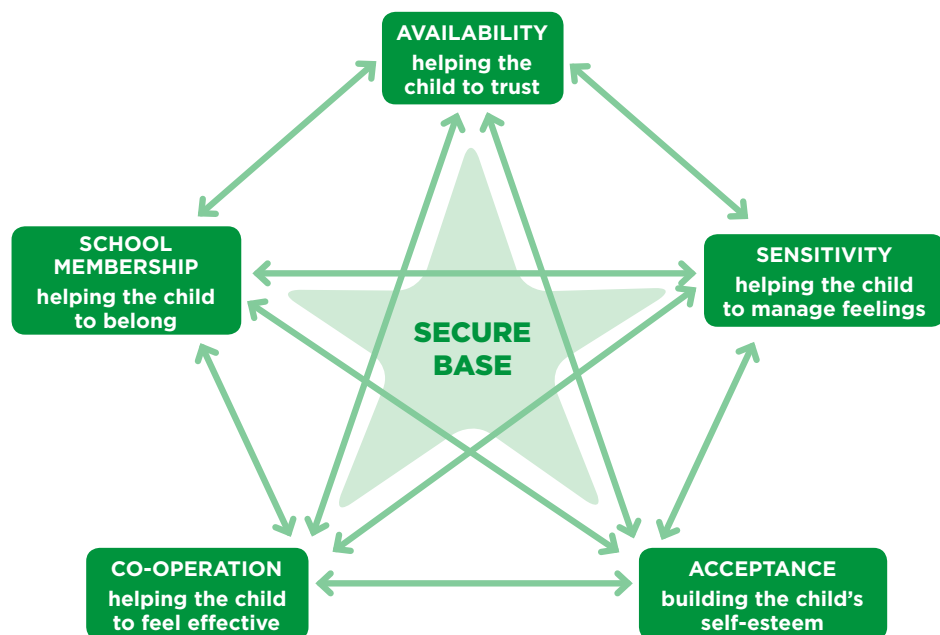 AVAILABILITY
helping the
child to trust
SCHOOL
MEMBERSHIP
helping the child
to belong
SENSITIVITY
helping the child
to manage feelings
SECURE
BASE
CO-OPERATION
helping the child
to feel effective
ACCEPTANCE
building the child’s
self-esteem